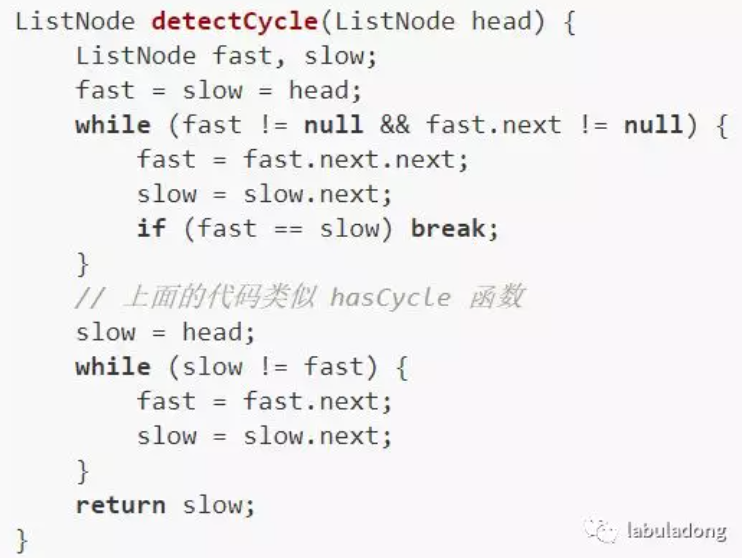 ListNode detectCycle(ListNode head) {
    ListNode fast, slow;
    fast = slow = head;
    while (fast != null && fast.next != null) {
        fast = fast.next.next;
        slow = slow.next;
        if (fast == slow) break;
    }
    // 上面的代码类似 hasCycle 函数
    slow = head;
    while (slow != fast) {
        fast = fast.next;
        slow = slow.next;
    }
    return slow;
}
labuladong